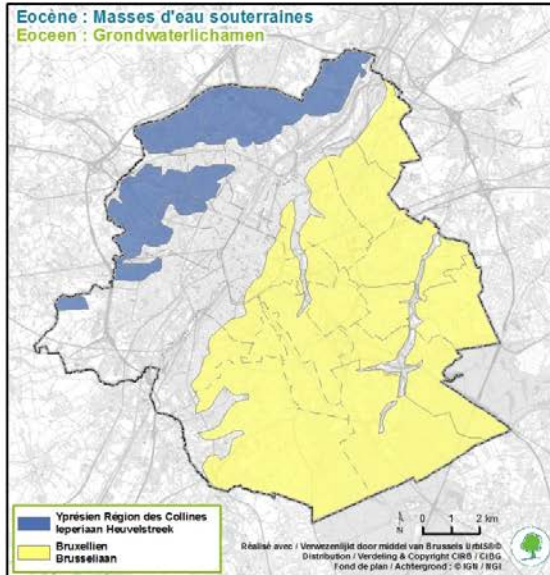 Eocène : Masses d'eau souterraines
Eoceen : Grondwaterlichamen
Yprésien Région des Collines
Ieperiaan Heuvelstreek
Bruxellien
Brusseliaan
0 1 2 km
Réalisé avec / Verwezenlijkt door middel van Brussels UrbIS®©
Distribution / Verdeling & Copyright CIRB / CIBG
Fond de plan / Achtergrond : © IGN / NGI